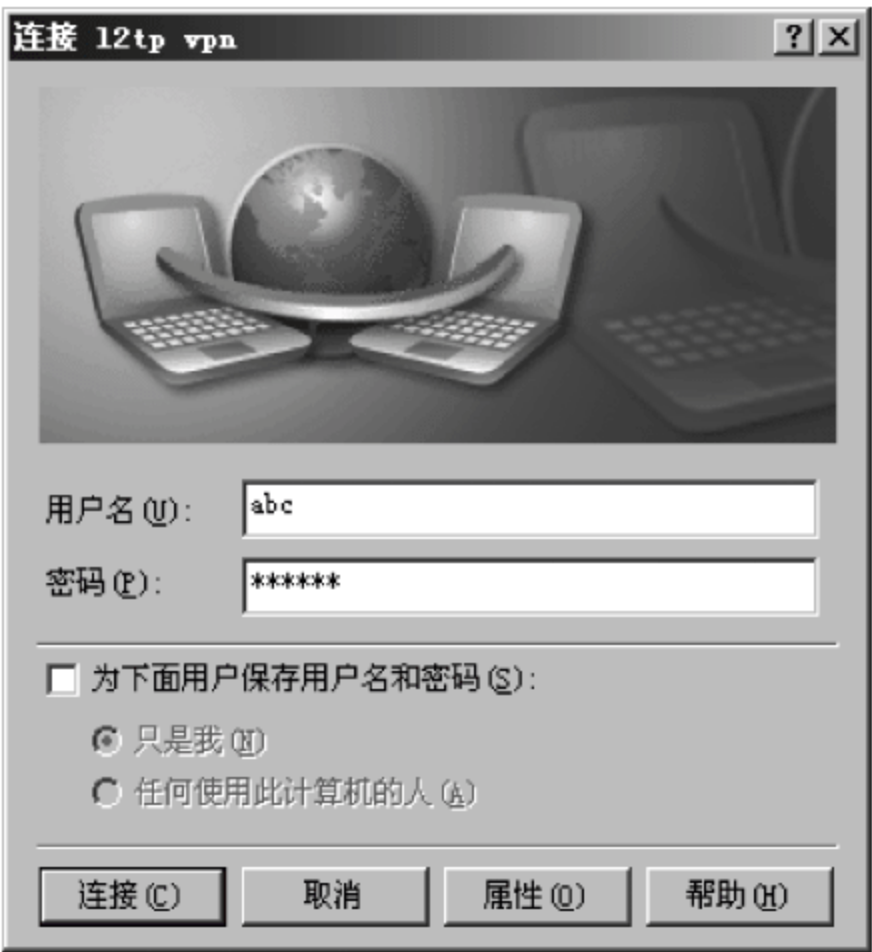 连接 l2tp vpn
用户名(U):
abc
密码(P):
******
为下面用户保存用户名和密码(S):
只是我(N)
任何使用此计算机的人(A)
连接(C)
取消
属性(O)
帮助(H)